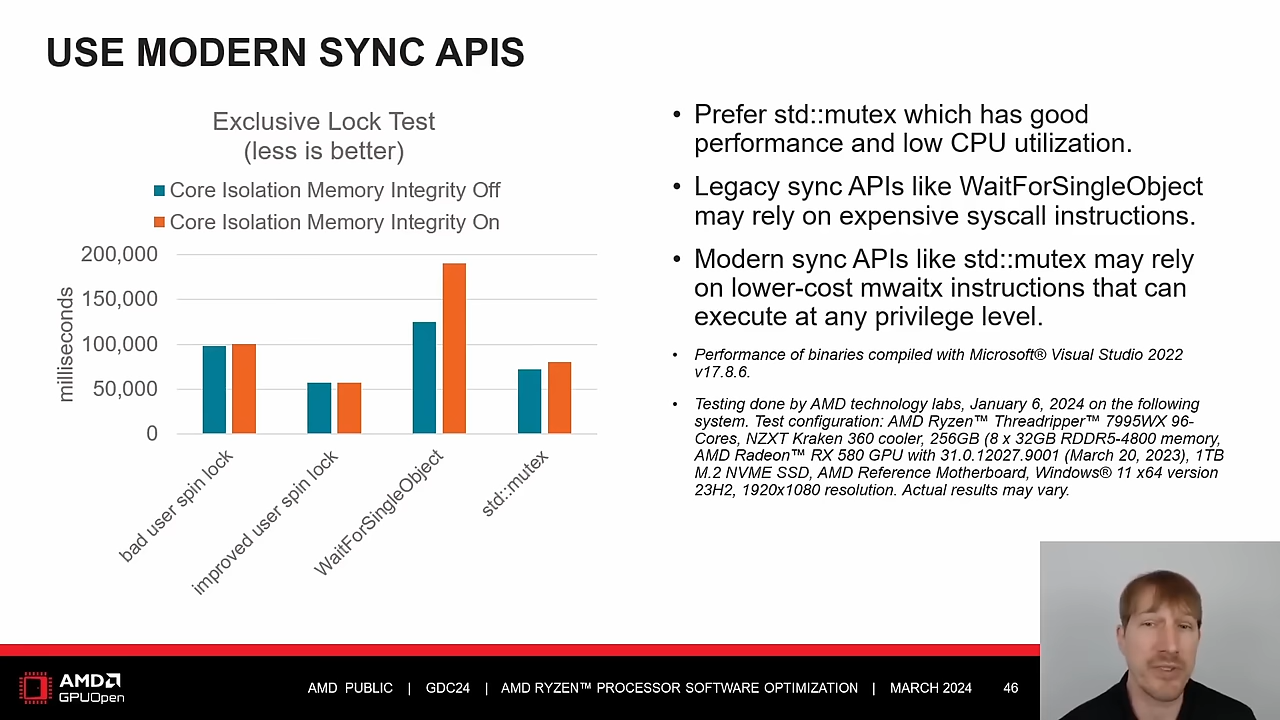 USE MODERN SYNC APIS
Exclusive Lock Test
(less is better)
Core Isolation Memory Integrity Off
Core Isolation Memory Integrity On
milliseconds
200,000
150,000
100,000
50,000
0
bad user spin lock
improved user spin lock
WaitForSingleObject
std::mutex
• Prefer std::mutex which has good
performance and low CPU utilization.
• Legacy sync APIs like WaitForSingleObject
may rely on expensive syscall instructions.
• Modern sync APIs like std::mutex may rely
on lower-cost mwaitx instructions that can
execute at any privilege level.
• Performance of binaries compiled with Microsoft® Visual Studio 2022
v17.8.6.
• Testing done by AMD technology labs, January 6, 2024 on the following
system. Test configuration: AMD Ryzen™ Threadripper™ 7995WX 96-
Cores, NZXT Kraken 360 cooler, 256GB (8 x 32GB RDDR5-4800 memory,
AMD Radeon™ RX 580 GPU with 31.0.12027.9001 (March 20, 2023), 1TB
M.2 NVME SSD, AMD Reference Motherboard, Windows® 11 x64 version
23H2, 1920x1080 resolution. Actual results may vary.
AMD
GPUOpen
AMD PUBLIC | GDC24 | AMD RYZEN™ PROCESSOR SOFTWARE OPTIMIZATION | MARCH 2024 46